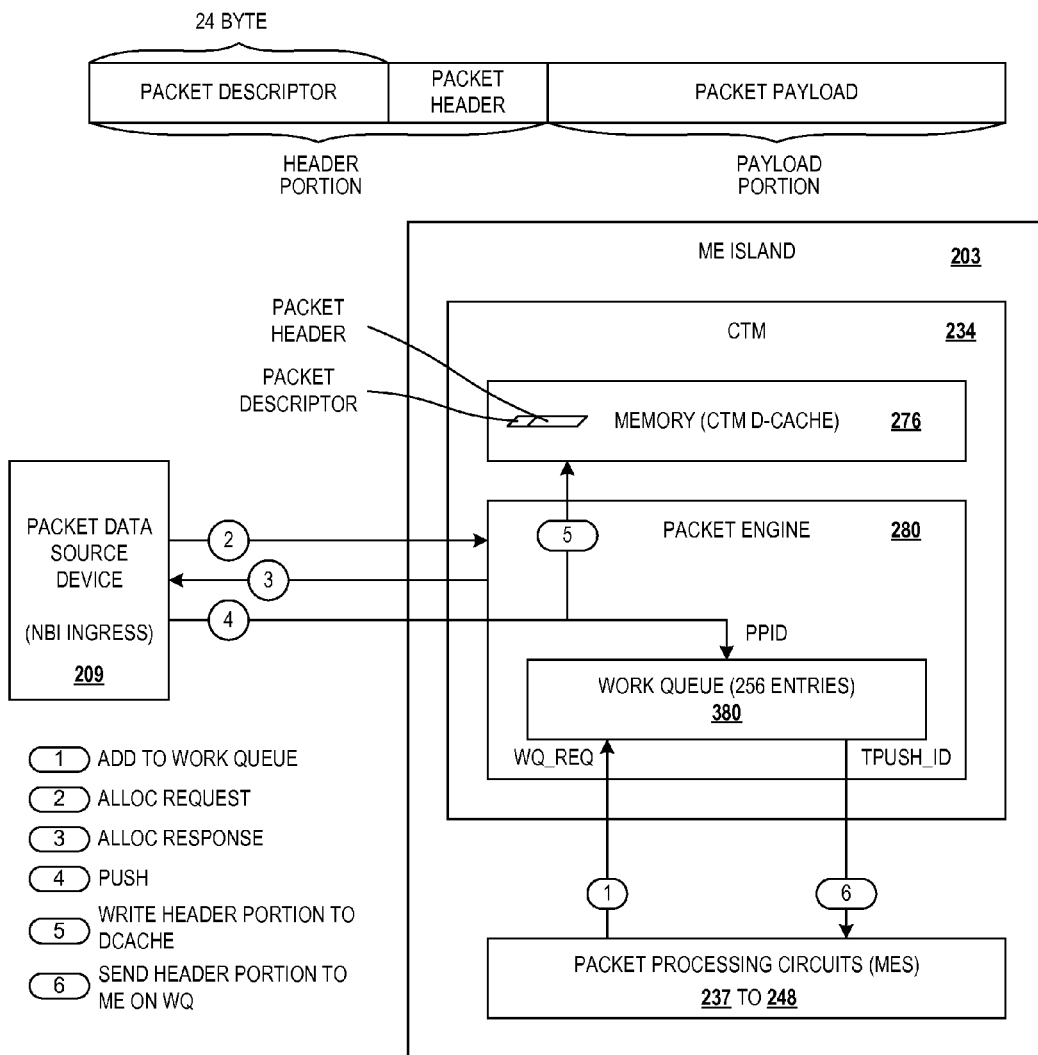 24 BYTE
PACKET DESCRIPTOR
PACKET
HEADER
PACKET PAYLOAD
HEADER
PORTION
PAYLOAD
PORTION
ME ISLAND
203
PACKET
HEADER
PACKET
DESCRIPTOR
CTM
234
MEMORY (CTM D-CACHE)
276
PACKET DATA
SOURCE
DEVICE
(NBI INGRESS)
209
2
3
4
5
PACKET ENGINE
280
PPID
WORK QUEUE (256 ENTRIES)
380
WQ_REQ
TPUSH_ID
1
6
PACKET PROCESSING CIRCUITS (MES)
237 TO 248
1 ADD TO WORK QUEUE
2 ALLOC REQUEST
3 ALLOC RESPONSE
4 PUSH
5 WRITE HEADER PORTION TO
DCACHE
6 SEND HEADER PORTION TO
ME ON WQ